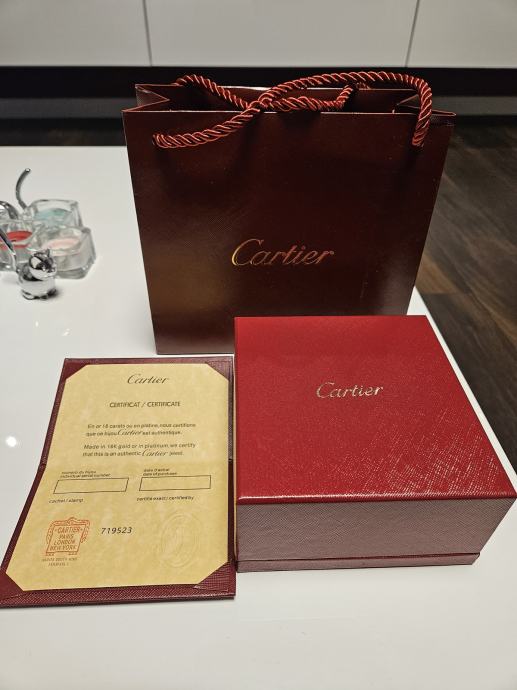 Cartier
Cartier
Cartier
CERTIFICAT / CERTIFICATE
En or 18 carats ou en platine, nous certifions
que ce bijou Cartier est authentique.
Made in 18K gold or in platinum, we certify
that this is an authentic Cartier jewel.
numéro du bijou
individual serial number
date d'achat
date of purchase
cachet / stamp
certifié exact / certified by
CARTIER
PARIS
LONDON
NEW YORK
719523